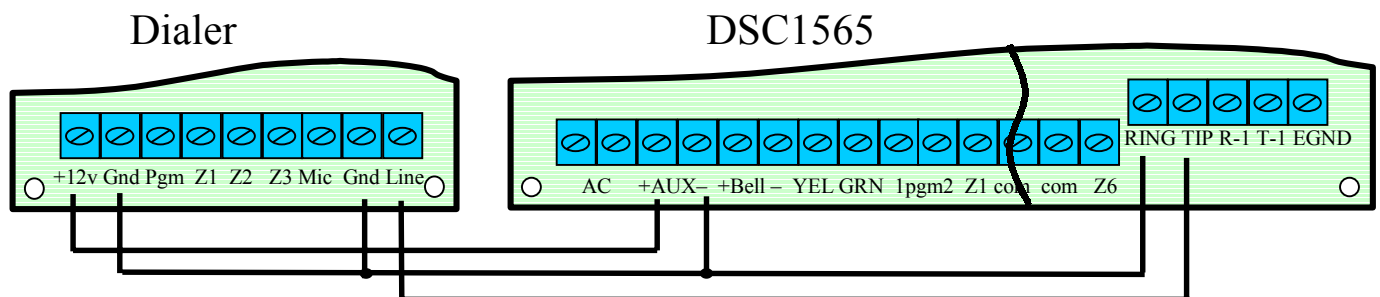 Dialer DSC1565
RING TIP R-1 T-1 EGND
+12v Gnd Pgm Z1 Z2 Z3 Mic Gnd Line
AC +AUX– +Bell – YEL GRN 1pgm2 Z1 com com Z6